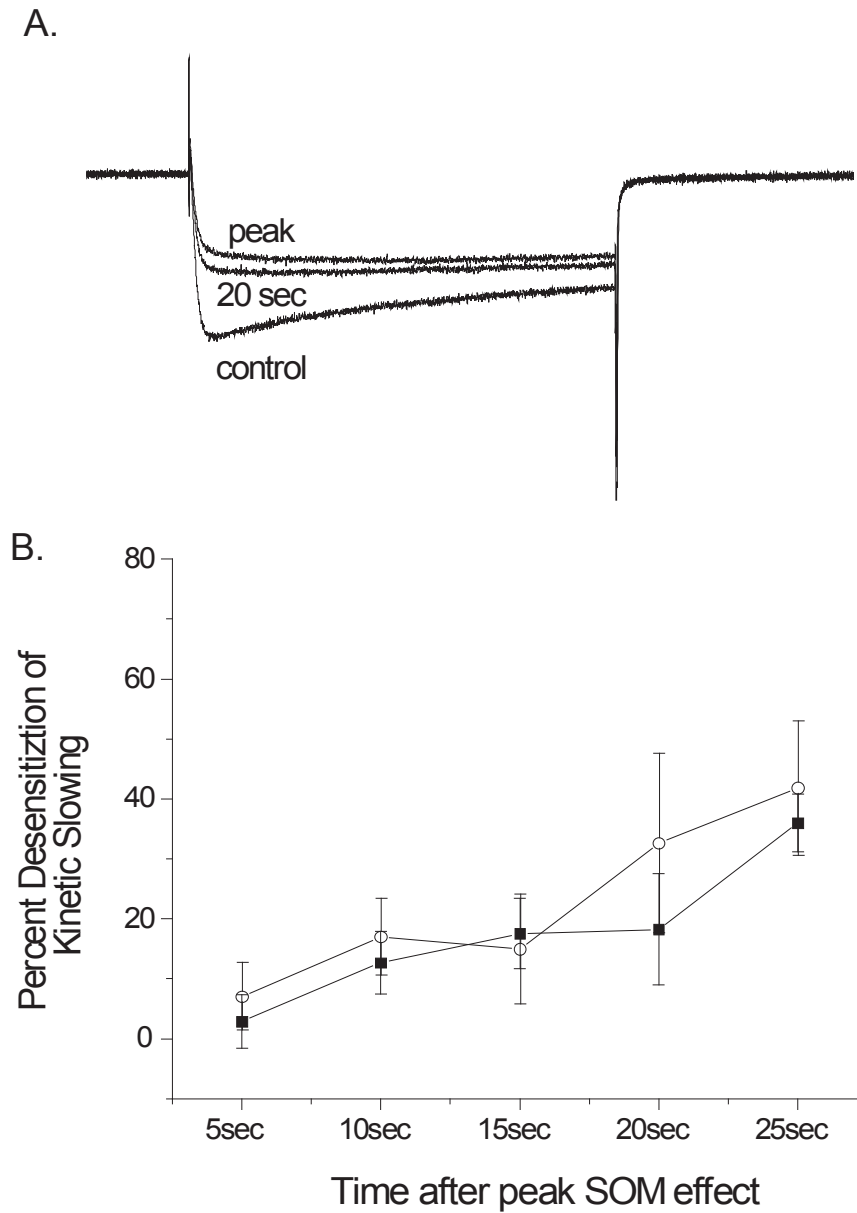 A.
peak
20 sec
control
B.
80
60
40
20
0
Percent Desensitiztion of
Kinetic Slowing
5sec 10sec 15sec 20sec 25sec
Time after peak SOM effect